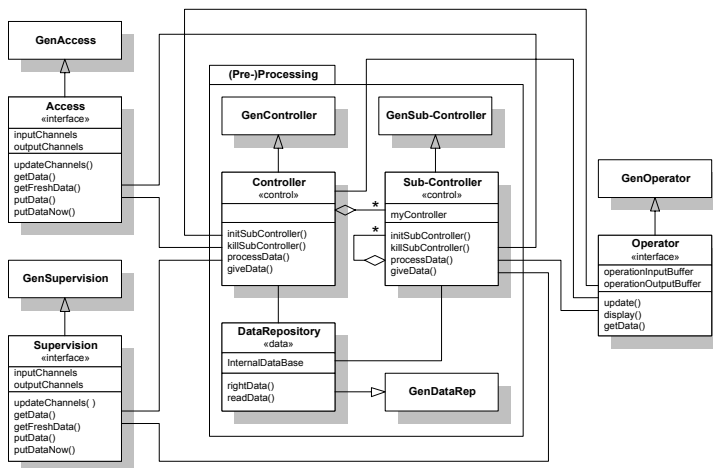 GenAccess
Access
«interface»
inputChannels
outputChannels
updateChannels()
getData()
getFreshData()
putData()
putDataNow()
GenSupervision
Supervision
«interface»
inputChannels
outputChannels
updateChannels( )
getData()
getFreshData()
putData()
putDataNow()
(Pre-)Processing
GenController
Controller
«control»
initSubController()
killSubController()
processData()
giveData()
DataRepository
«data»
InternalDataBase
rightData()
readData()
GenSub-Controller
Sub-Controller
«control»
*
myController
*
initSubController()
killSubController()
processData()
giveData()
GenDataRep
GenOperator
Operator
«interface»
operationInputBuffer
operationOutputBuffer
update()
display()
getData()